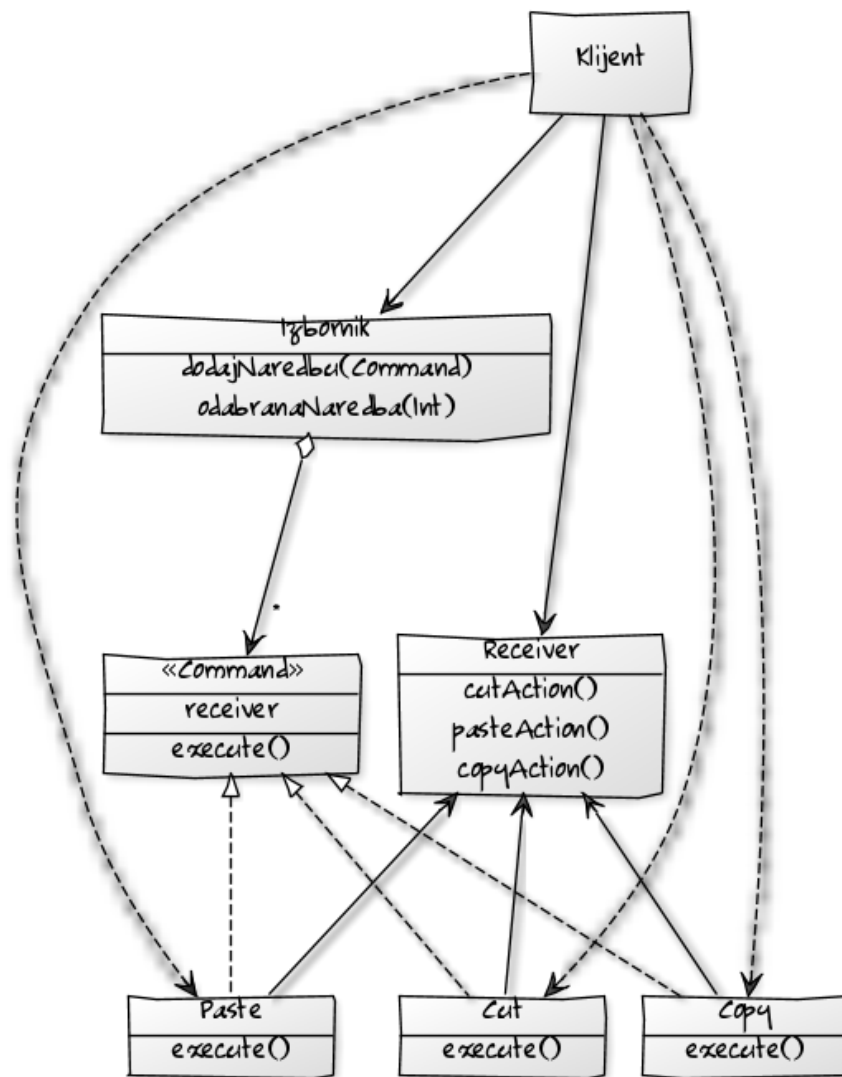 Klijent
Izbornik
dodajNaredbu(Command)
odabranaNaredba(Int)
*
«Command»
receiver
execute()
Receiver
cutAction()
pasteAction()
copyAction()
Paste
execute()
Cut
execute()
Copy
execute()